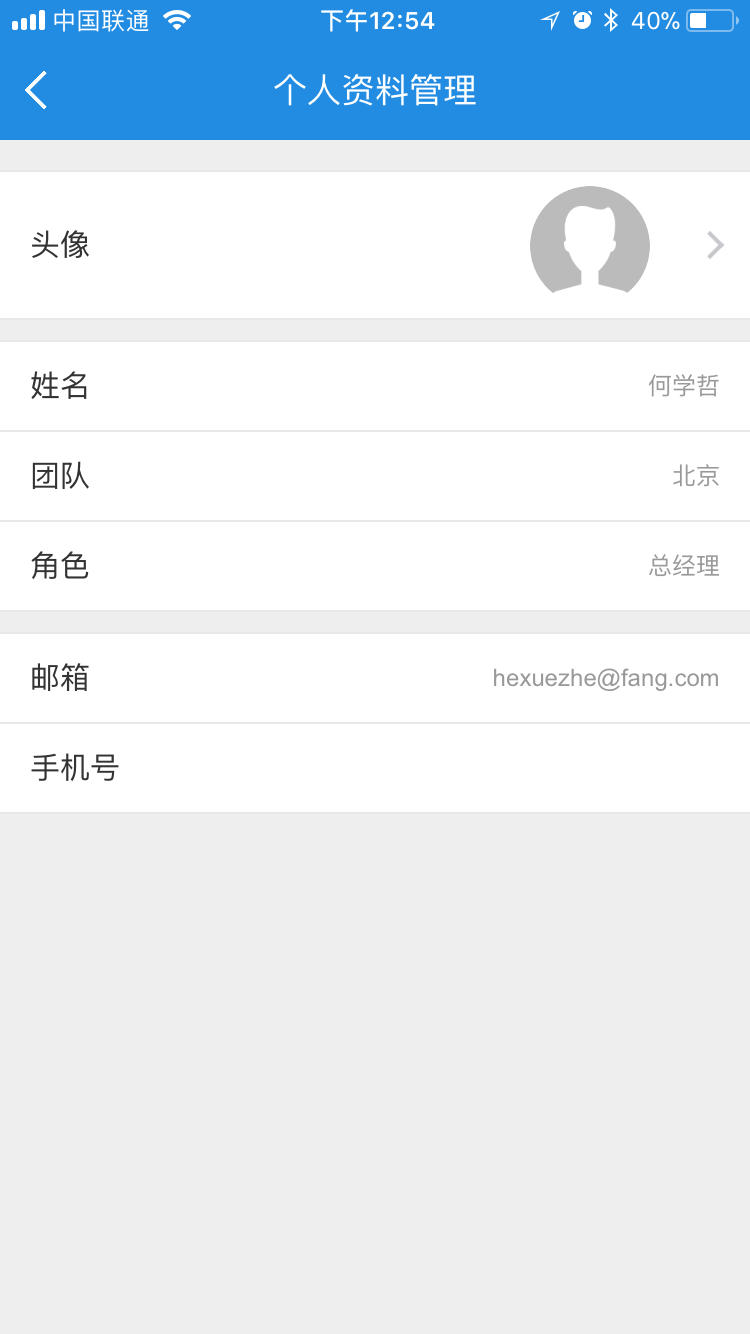 中国联通 下午12:54 40%
个人资料管理
头像
姓名 何学哲
团队 北京
角色 总经理
邮箱 hexuezhe@fang.com
手机号